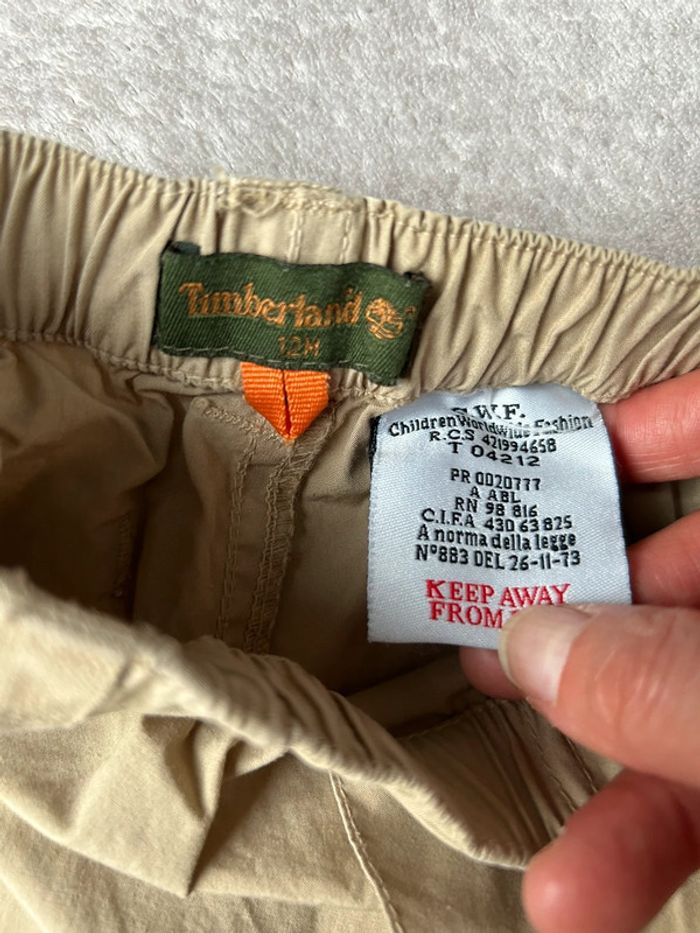 Timberland
12M
C.W.F.
Children Worldwide Fashion
R.C.S 421994658
T 04212
PR 0020777
A ABL
RN 98 816
C.I.F.A 430 63 825
A norma della legge
N°883 DEL 26-11-73
KEEP AWAY
FROM